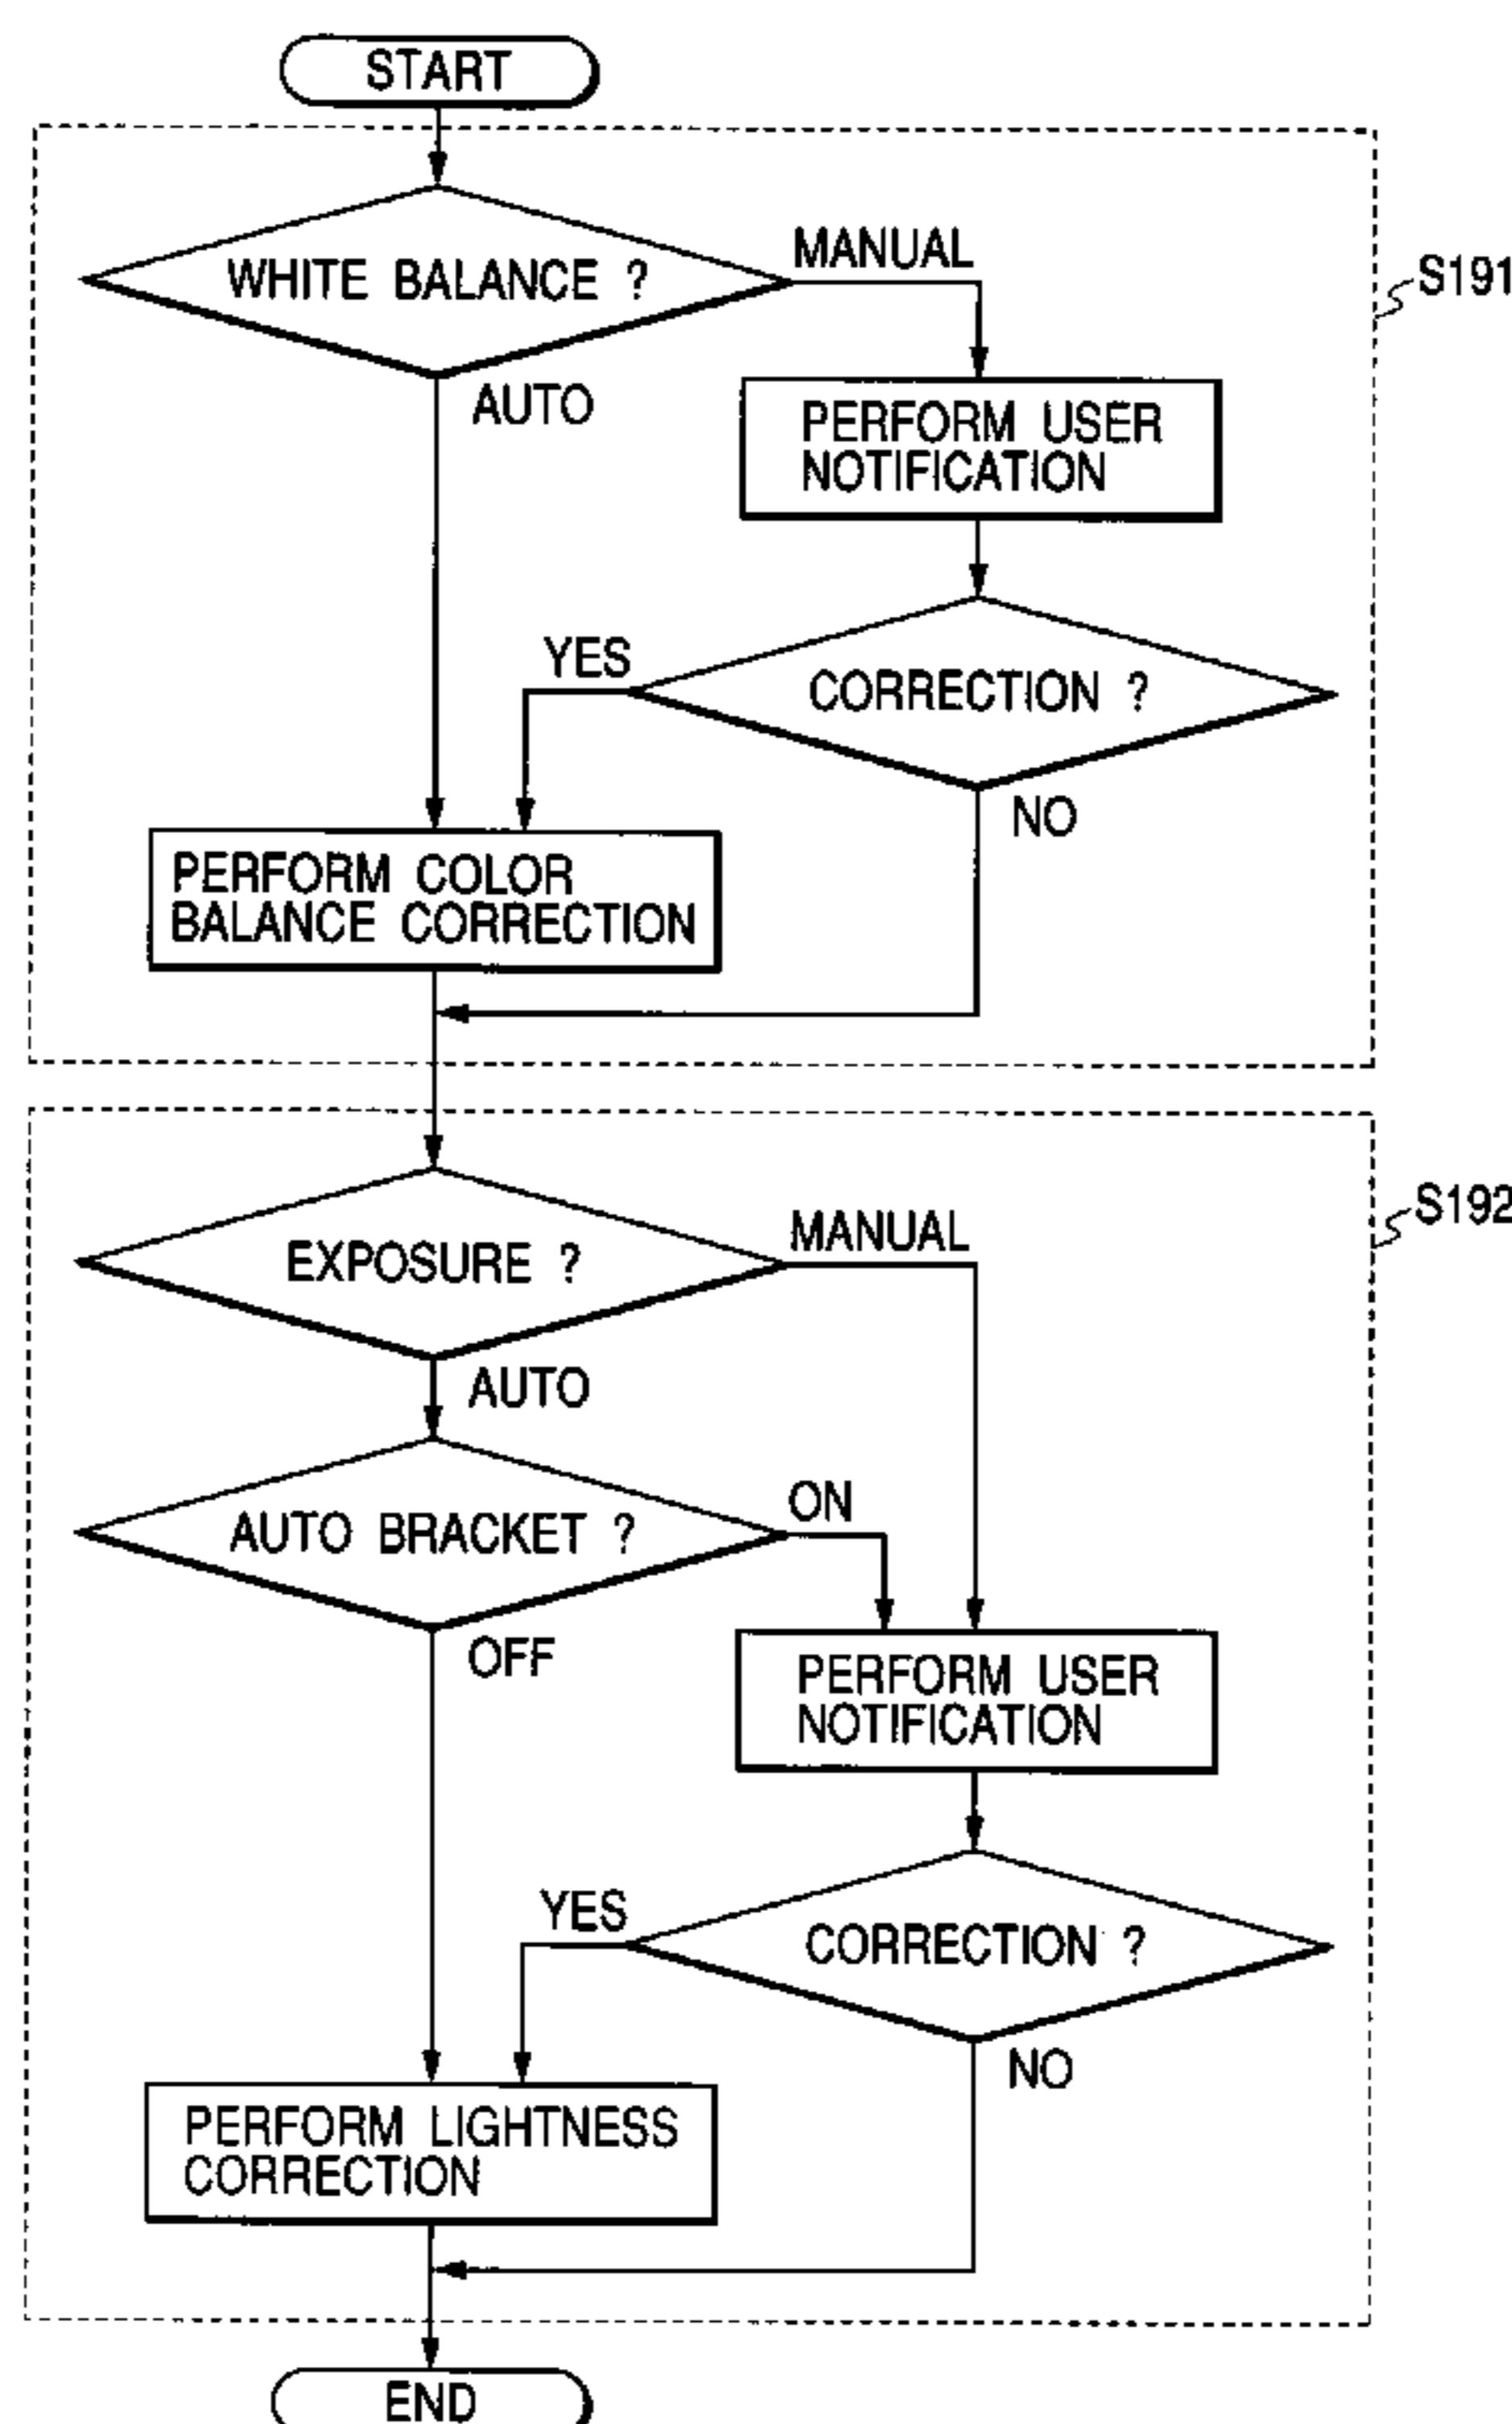 START
WHITE BALANCE ?
MANUAL
S191
AUTO
PERFORM USER
NOTIFICATION
YES
CORRECTION ?
NO
PERFORM COLOR
BALANCE CORRECTION
S192
EXPOSURE ?
MANUAL
AUTO
AUTO BRACKET ?
ON
OFF
PERFORM USER
NOTIFICATION
YES
CORRECTION ?
NO
PERFORM LIGHTNESS
CORRECTION
END